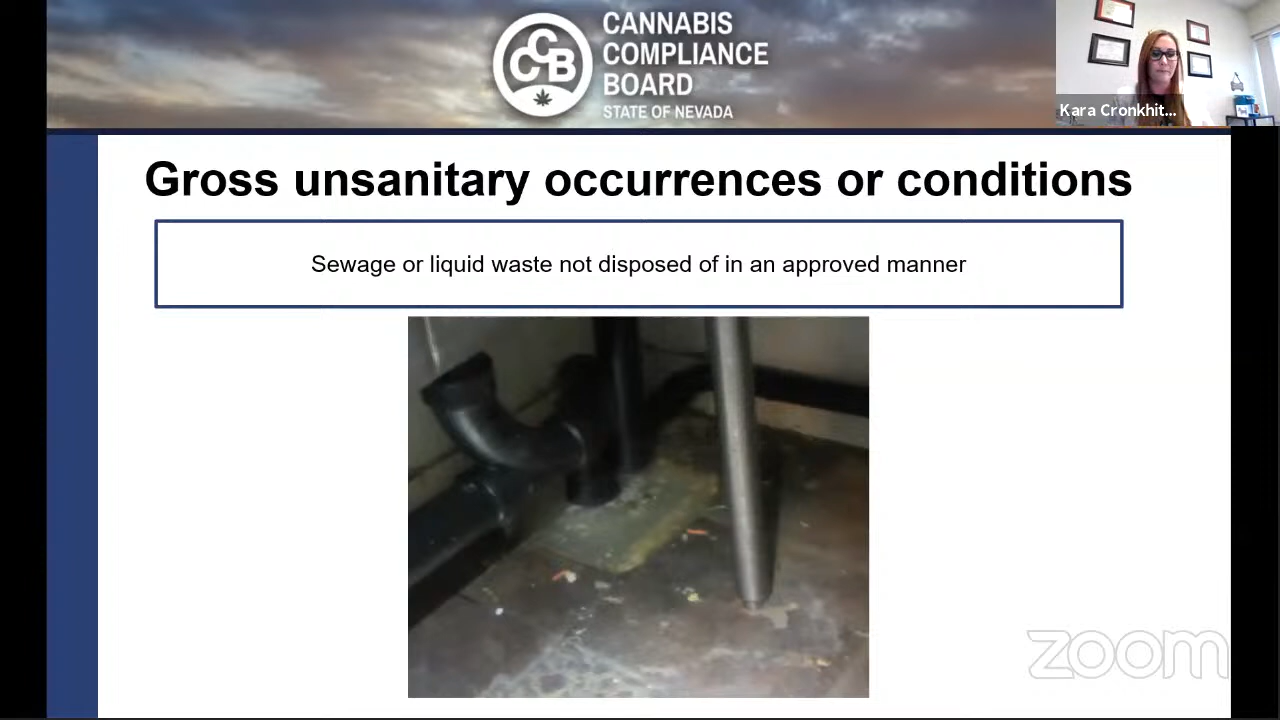 CCB
CANNABIS
COMPLIANCE
BOARD
STATE OF NEVADA
Kara Cronkhit...
Gross unsanitary occurrences or conditions
Sewage or liquid waste not disposed of in an approved manner
zoom